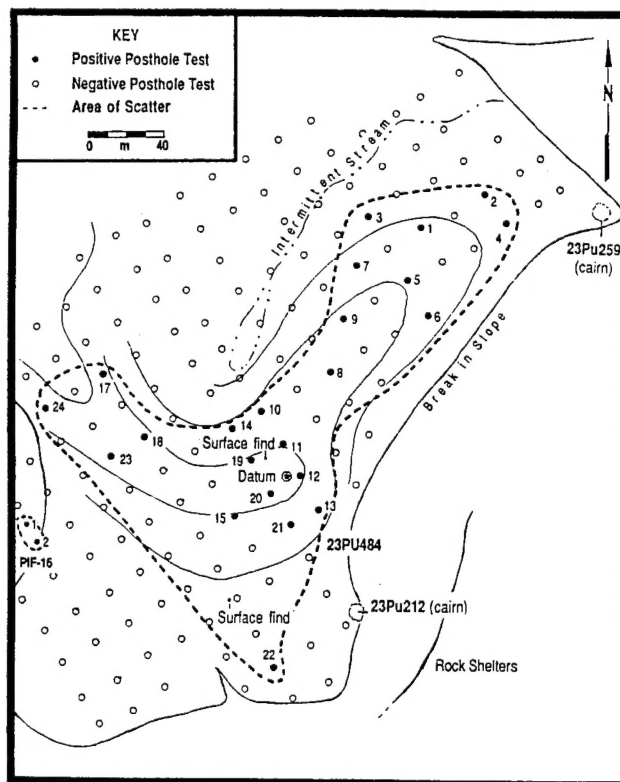 KEY
Positive Posthole Test
Negative Posthole Test
Area of Scatter
0 m 40
N
Intermittent Stream
2
3
1
4
23Pu259
(cairn)
7
5
9
6
Break in Slope
8
17
24
10
14
18
Surface find
11
23
19
Datum
12
20
15
13
21
1
2
23PU484
PIF-16
Surface find
23Pu212 (cairn)
22
Rock Shelters